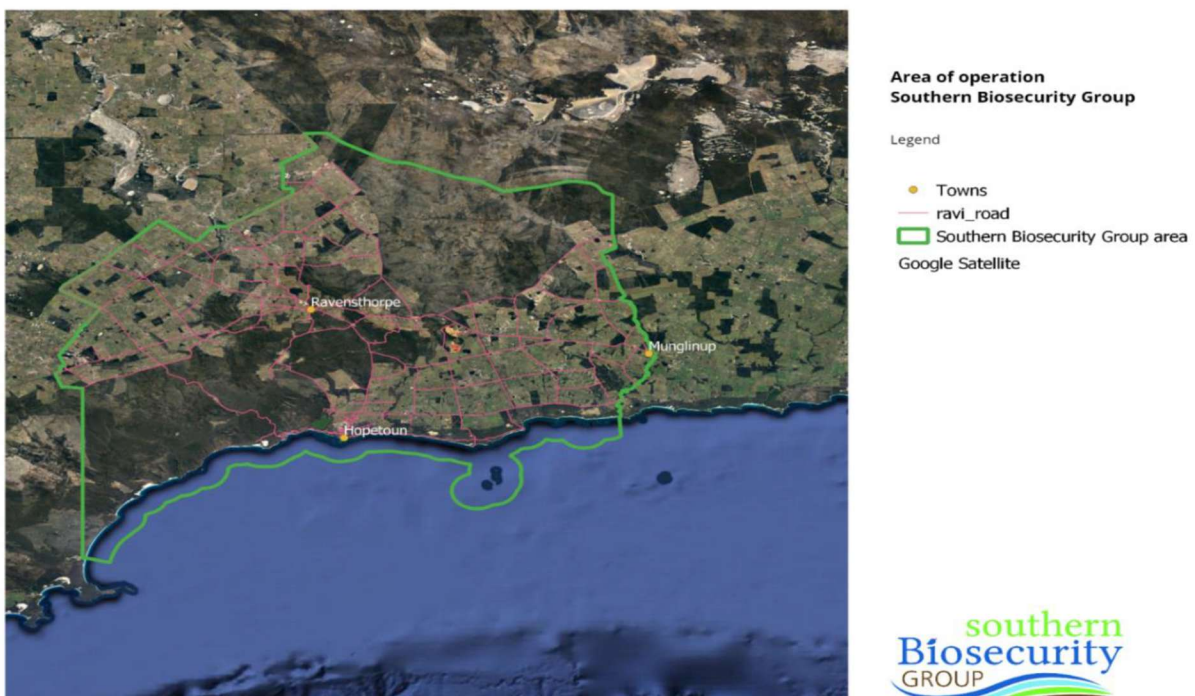 Area of operation
Southern Biosecurity Group
Legend
Towns
ravi_road
Southern Biosecurity Group area
Google Satellite
Ravensthorpe
Munglinup
Hopetoun
southern
Biosecurity
GROUP